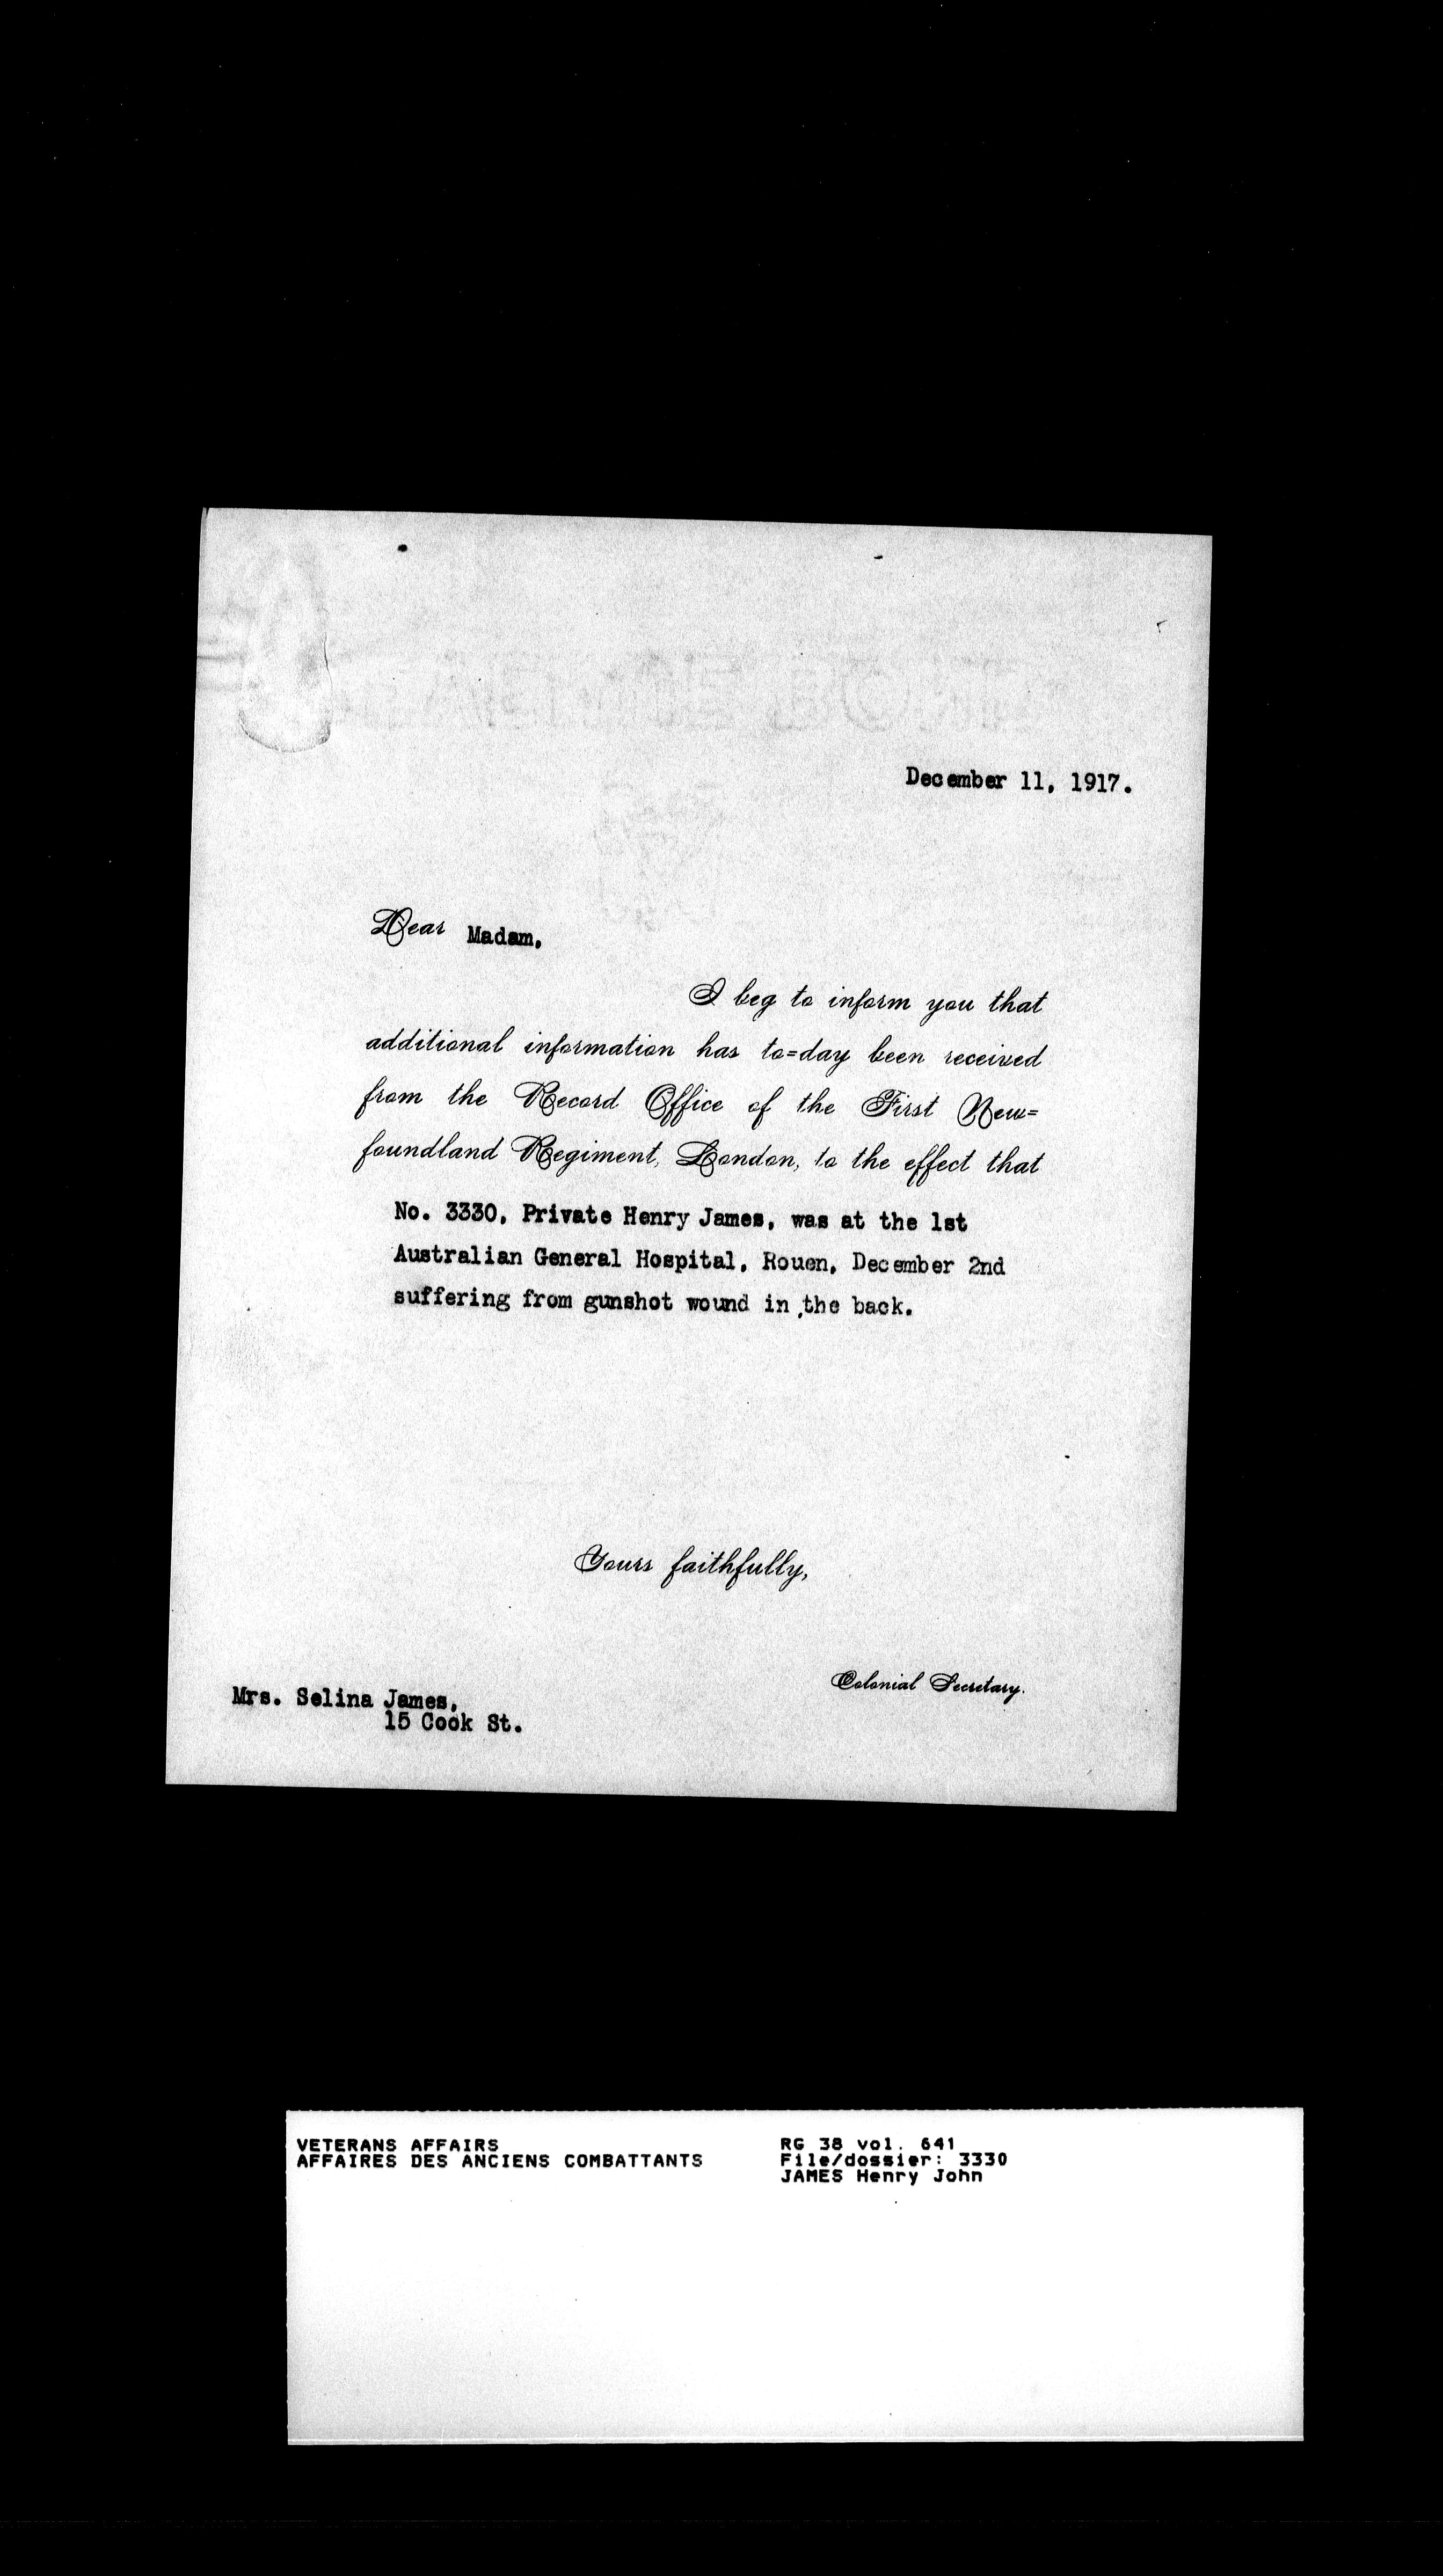 December 11, 1917.
Dear Madam,
I beg to inform you that
additional information has to=day been received
from the Record Office of the First New=
foundland Regiment, London, to the effect that
No. 3330, Private Henry James, was at the 1st
Australian General Hospital, Rouen, December 2nd
suffering from gunshot wound in the back.
Yours faithfully,
Colonial Secretary.
Mrs. Selina James,
15 Cook St.
VETERANS AFFAIRS
AFFAIRES DES ANCIENS COMBATTANTS
RG 38 vol. 641
File/dossier: 3330
JAMES Henry John